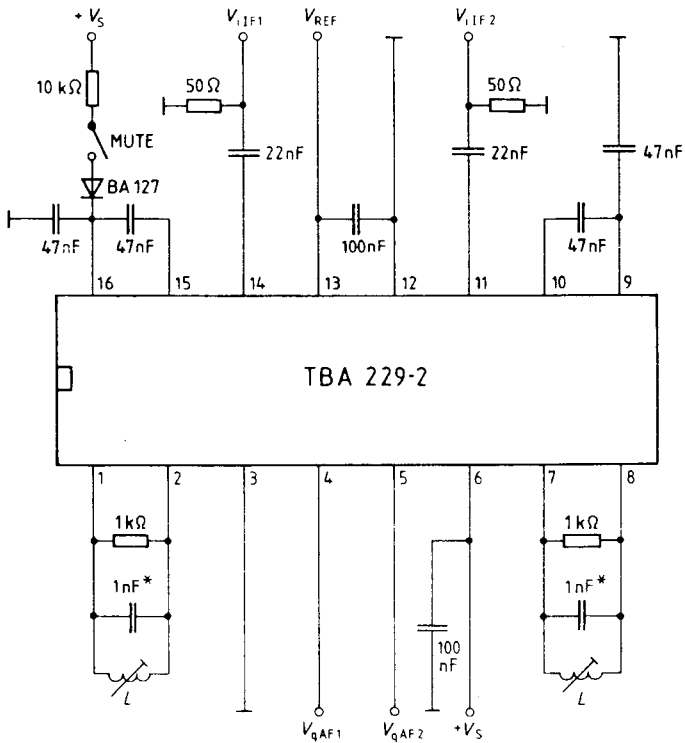 +VS ViIF1 VREF ViIF2
10 kΩ 50Ω 50Ω
MUTE 22nF 22nF 47nF
BA 127
47nF 47nF 100nF 47nF
16 15 14 13 12 11 10 9
TBA 229-2
1 2 3 4 5 6 7 8
1kΩ 1kΩ
1nF* 1nF*
100
nF
L L
VqAF1 VqAF2 +VS